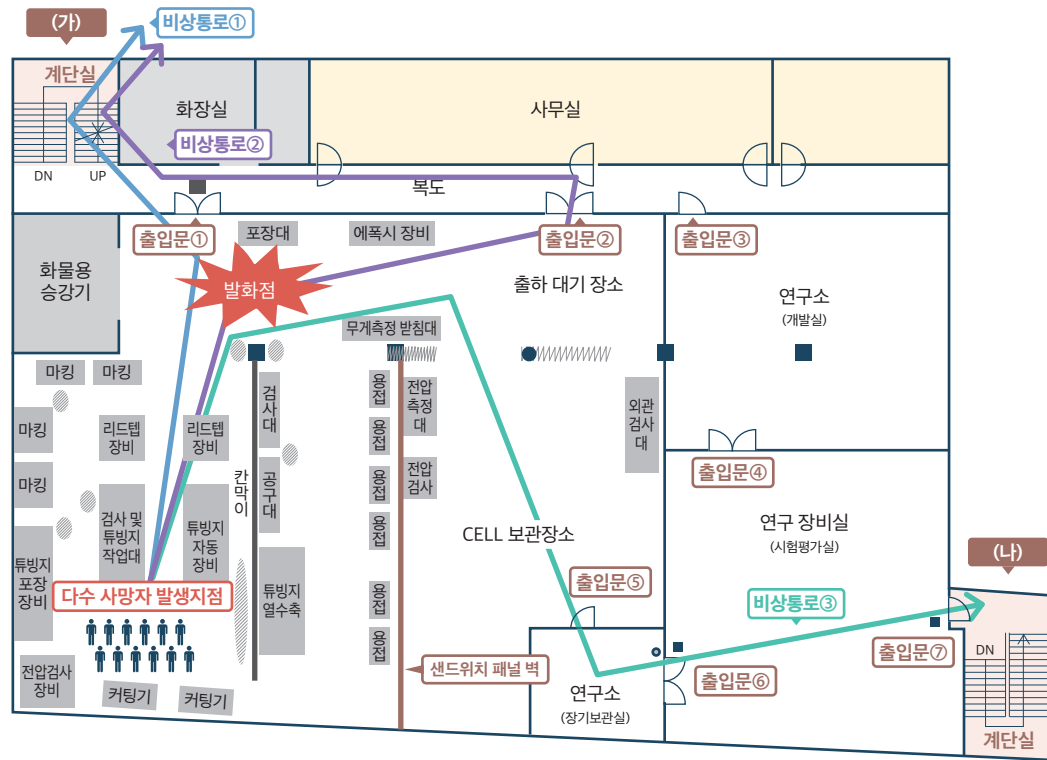 (가)
비상통로①
계단실
화장실
사무실
비상통로②
DN
UP
복도
출입문①
포장대
에폭시 장비
출입문②
출입문③
화물용
승강기
발화점
출하 대기 장소
연구소
(개발실)
무게측정 받침대
마킹
마킹
마킹
마킹
리드텝
장비
리드텝
장비
검사대
용접
전압
측정
대
외관
검사
대
용접
칸막이
공구대
용접
전압
검사
출입문④
검사 및
튜빙지
작업대
튜빙지
자동
장비
용접
CELL 보관장소
연구 장비실
(시험평가실)
(나)
튜빙지
포장
장비
다수 사망자 발생지점
튜빙지
열수축
용접
출입문⑤
비상통로③
용접
출입문⑦
DN
전압검사
장비
커팅기
커팅기
샌드위치 패널 벽
연구소
(장기보관실)
출입문⑥
계단실